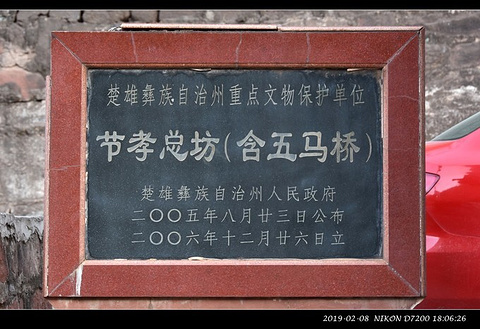 楚雄彝族自治州重点文物保护单位
节孝总坊(含五马桥)
楚雄彝族自治州人民政府
二〇〇五年八月廿三日公布
二〇〇六年十二月廿六日立
2019-02-08 NIKON D7200 18:06:26